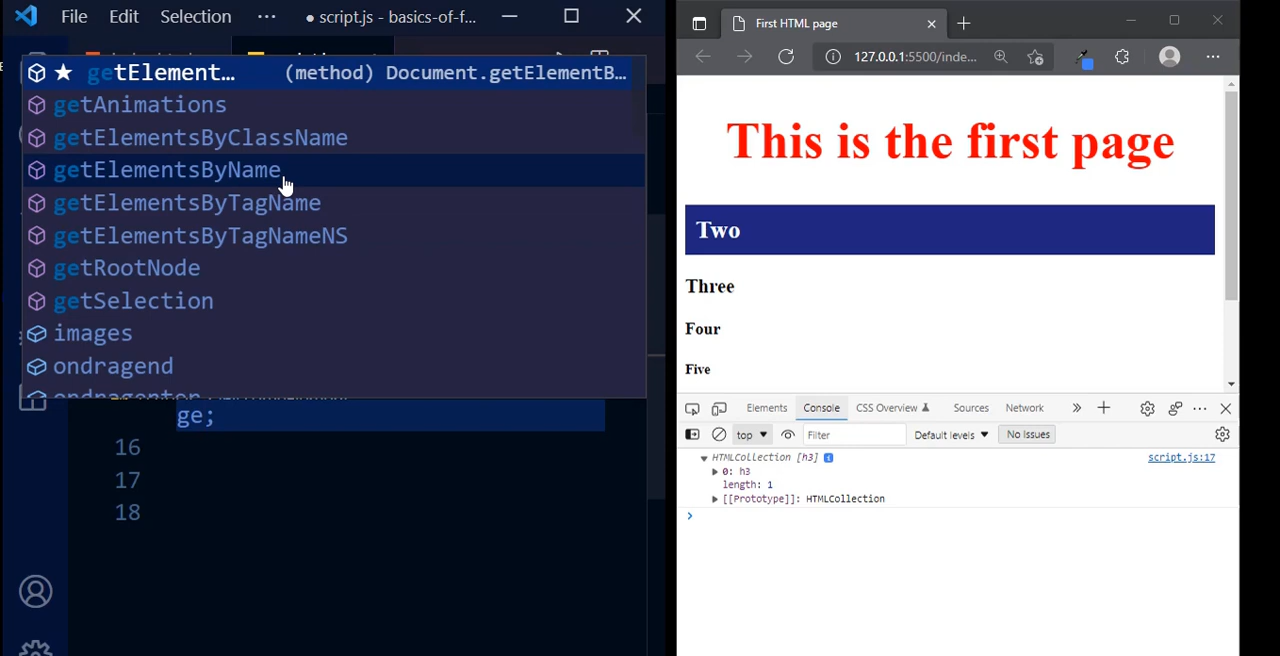 File Edit Selection ··· ● script.js - basics-of-f...
★ getElement... (method) Document.getElementB...
getAnimations
getElementsByClassName
getElementsByName
getElementsByTagName
getElementsByTagNameNS
getRootNode
getSelection
images
ondragend
ondragenter
ge;
16
17
18
First HTML page
127.0.0.1:5500/inde...
This is the first page
Two
Three
Four
Five
Elements Console CSS Overview Sources Network
top Filter Default levels No Issues
HTMLCollection [h3] i script.js:17
0: h3
length: 1
[[Prototype]]: HTMLCollection